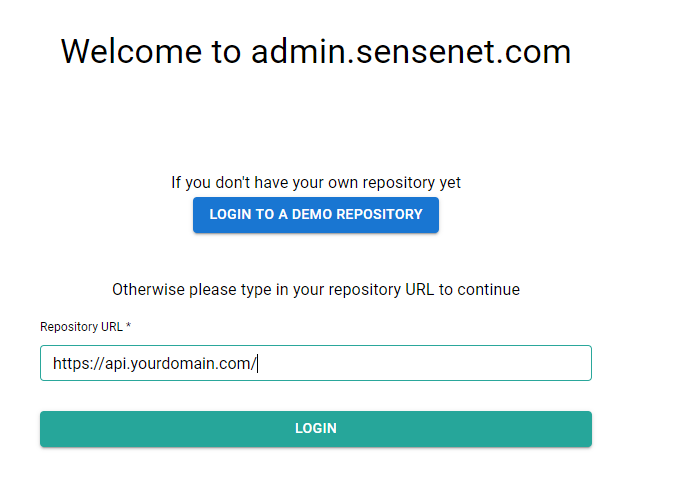 Welcome to admin.sensenet.com
If you don't have your own repository yet
LOGIN TO A DEMO REPOSITORY
Otherwise please type in your repository URL to continue
Repository URL *
https://api.yourdomain.com/
LOGIN